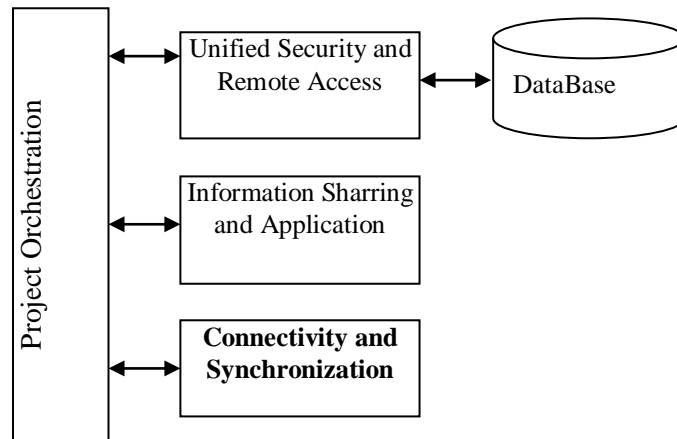 Project Orchestration
Unified Security and
Remote Access
DataBase
Information Sharring
and Application
Connectivity and
Synchronization